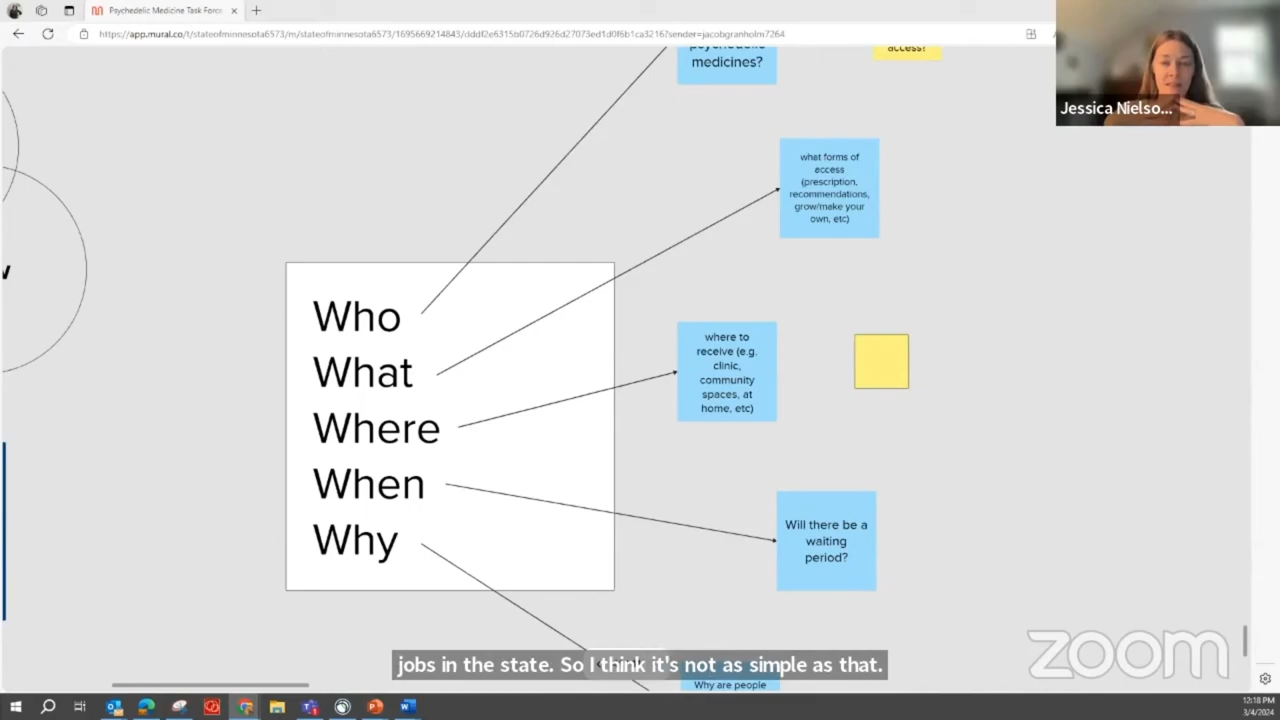 Psychedelic Medicine Task Force
https://app.mural.co/t/stateofminnesota6573/m/stateofminnesota6573/1695669214843/dddf2e6315b0726d926d27073ed1d0f6b1ca3216?sender=jacobgranholm7264
medicines?
access?
Jessica Nielso...
what forms of
access
(prescription,
recommendations,
grow/make your
own, etc)
Who
What
Where
When
Why
where to
receive (e.g.
clinic,
community
spaces, at
home, etc)
Will there be a
waiting
period?
jobs in the state. So I think it's not as simple as that.
Why are people
zoom
12:18 PM
3/4/2024